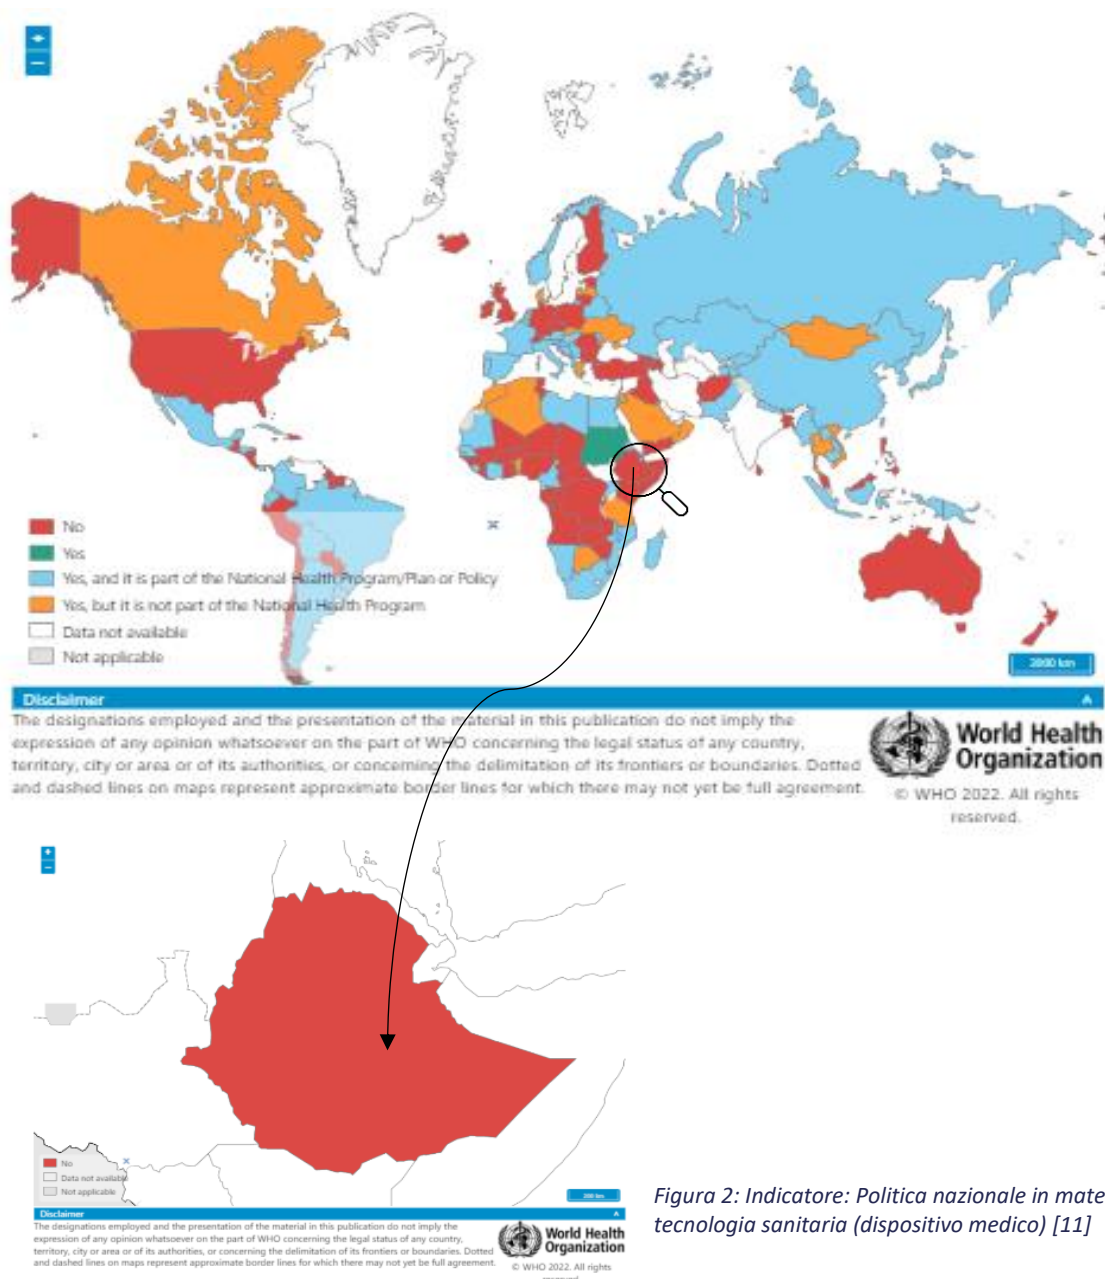 No
Yes
Yes, and it is part of the National Health Program/Plan or Policy
Yes, but it is not part of the National Health Program
Data not available
Not applicable
3000 km
Disclaimer
The designations employed and the presentation of the material in this publication do not imply the
expression of any opinion whatsoever on the part of WHO concerning the legal status of any country,
territory, city or area or of its authorities, or concerning the delimitation of its frontiers or boundaries. Dotted
and dashed lines on maps represent approximate border lines for which there may not yet be full agreement.
World Health
Organization
© WHO 2022. All rights
reserved.
No
Data not available
Not applicable
200 km
Disclaimer
The designations employed and the presentation of the material in this publication do not imply the
expression of any opinion whatsoever on the part of WHO concerning the legal status of any country,
territory, city or area or of its authorities, or concerning the delimitation of its frontiers or boundaries. Dotted
and dashed lines on maps represent approximate border lines for which there may not yet be full agreement.
World Health
Organization
© WHO 2022. All rights
reserved
Figura 2: Indicatore: Politica nazionale in mate
tecnologia sanitaria (dispositivo medico) [11]